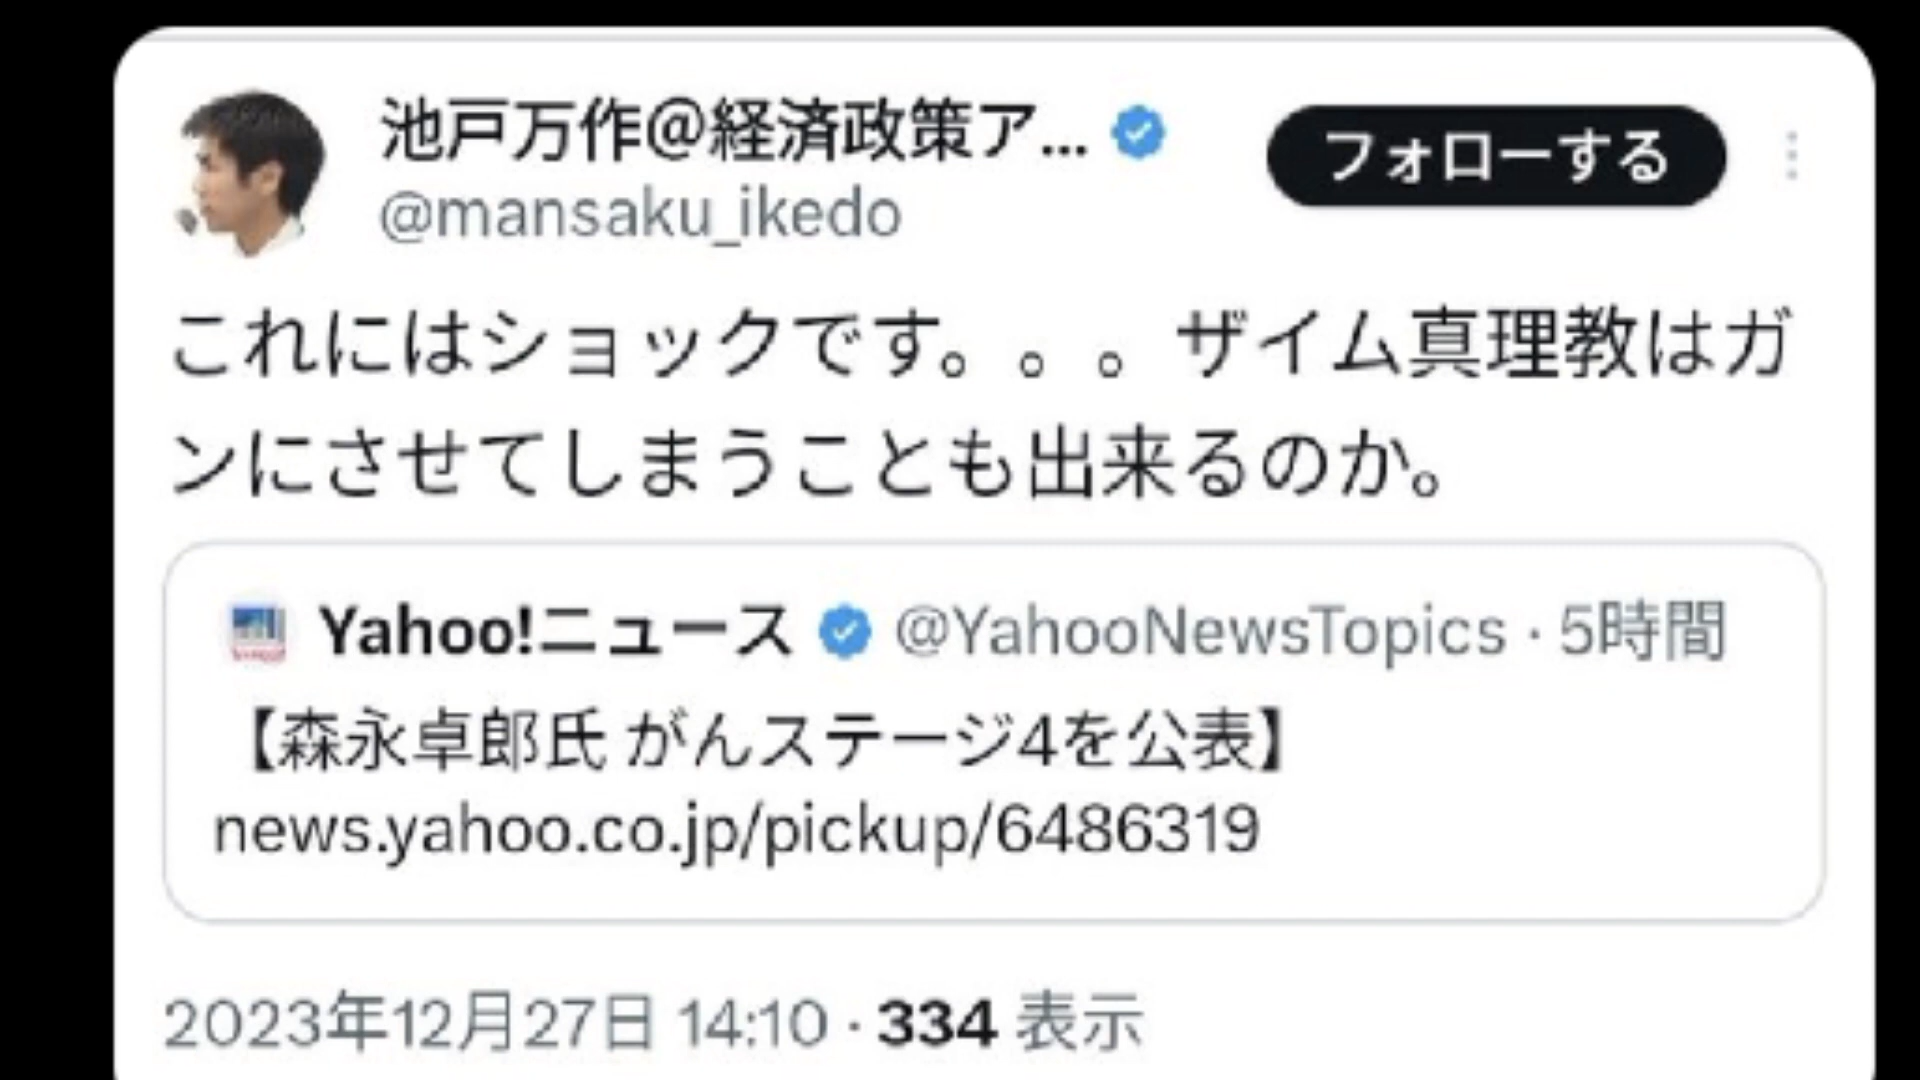 池戸万作@経済政策ア...
フォローする
@mansaku_ikedo
これにはショックです。。。ザイム真理教はガ
ンにさせてしまうことも出来るのか。
Yahoo!ニュース @YahooNewsTopics · 5時間
【森永卓郎氏 がんステージ4を公表】
news.yahoo.co.jp/pickup/6486319
2023年12月27日 14:10 · 334 表示